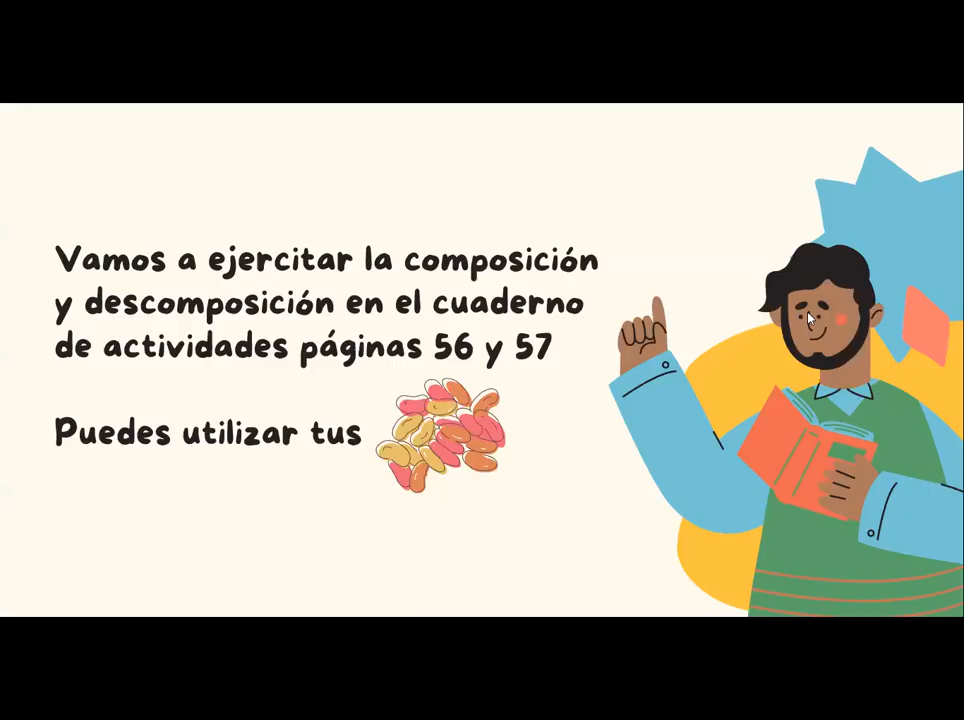 Vamos a ejercitar la composición
y descomposición en el cuaderno
de actividades páginas 56 y 57
Puedes utilizar tus